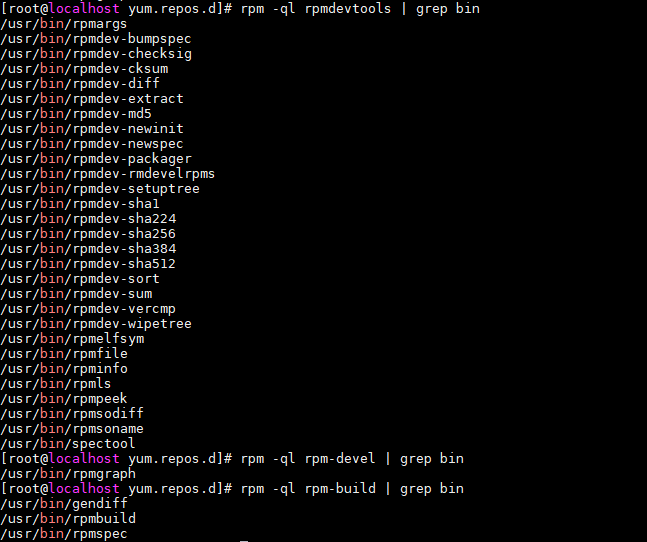 [root@localhost yum.repos.d]# rpm -ql rpmdevtools | grep bin
/usr/bin/rpmargs
/usr/bin/rpmdev-bumpspec
/usr/bin/rpmdev-checksig
/usr/bin/rpmdev-cksum
/usr/bin/rpmdev-diff
/usr/bin/rpmdev-extract
/usr/bin/rpmdev-md5
/usr/bin/rpmdev-newinit
/usr/bin/rpmdev-newspec
/usr/bin/rpmdev-packager
/usr/bin/rpmdev-rmdevelrpms
/usr/bin/rpmdev-setuptree
/usr/bin/rpmdev-sha1
/usr/bin/rpmdev-sha224
/usr/bin/rpmdev-sha256
/usr/bin/rpmdev-sha384
/usr/bin/rpmdev-sha512
/usr/bin/rpmdev-sort
/usr/bin/rpmdev-sum
/usr/bin/rpmdev-vercmp
/usr/bin/rpmdev-wipetree
/usr/bin/rpmelfsym
/usr/bin/rpmfile
/usr/bin/rpminfo
/usr/bin/rpmls
/usr/bin/rpmpeek
/usr/bin/rpmsodiff
/usr/bin/rpmsoname
/usr/bin/spectool
[root@localhost yum.repos.d]# rpm -ql rpm-devel | grep bin
/usr/bin/rpmgraph
[root@localhost yum.repos.d]# rpm -ql rpm-build | grep bin
/usr/bin/gendiff
/usr/bin/rpmbuild
/usr/bin/rpmspec